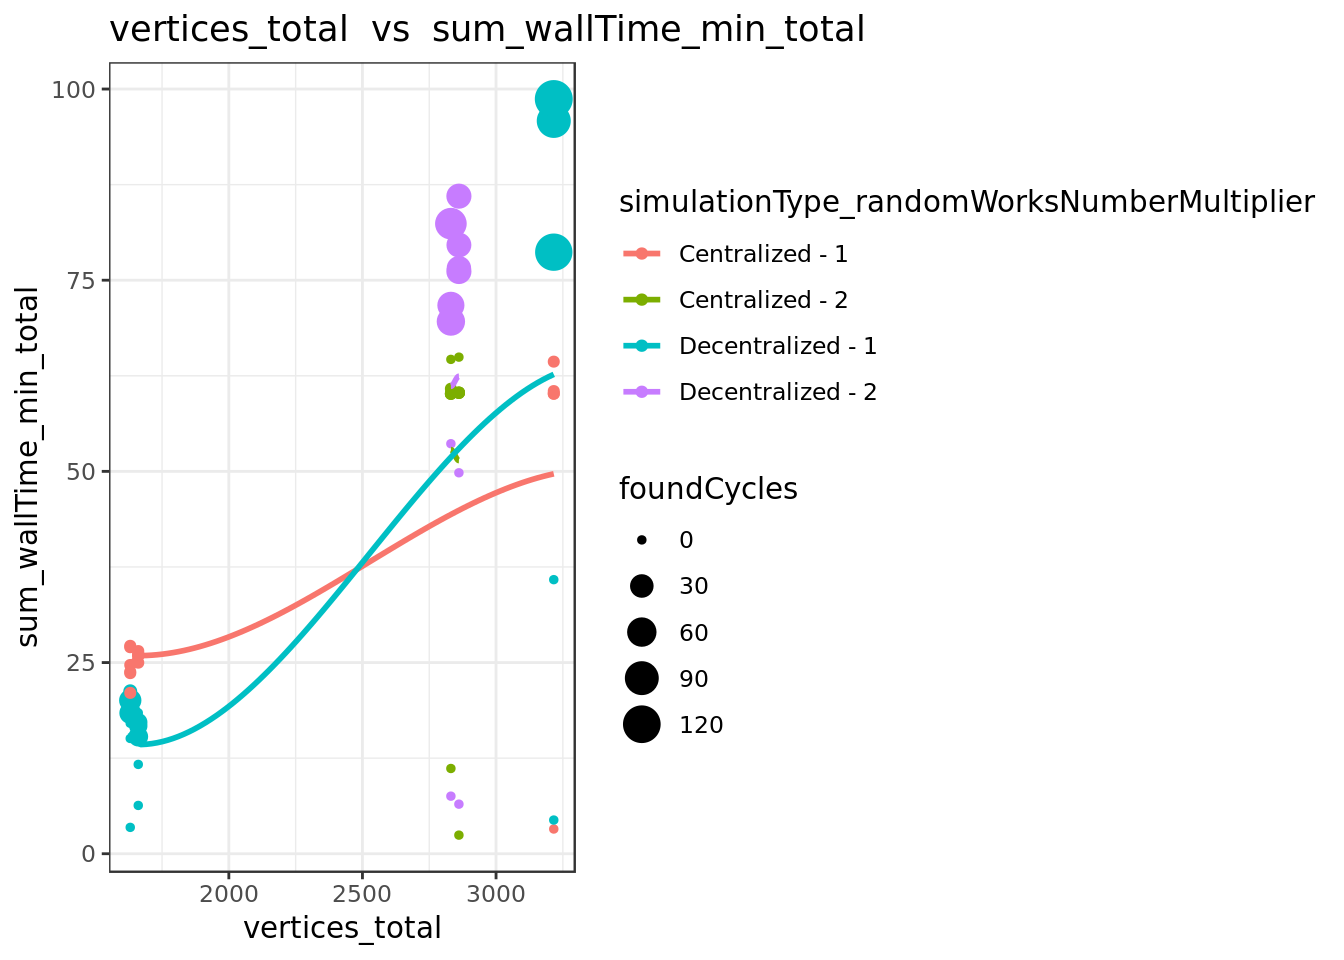 vertices_total vs sum_wallTime_min_total
100
75
50
25
0
sum_wallTime_min_total
2000 2500 3000
vertices_total
simulationType_randomWorksNumberMultiplier
Centralized - 1
Centralized - 2
Decentralized - 1
Decentralized - 2
foundCycles
0
30
60
90
120